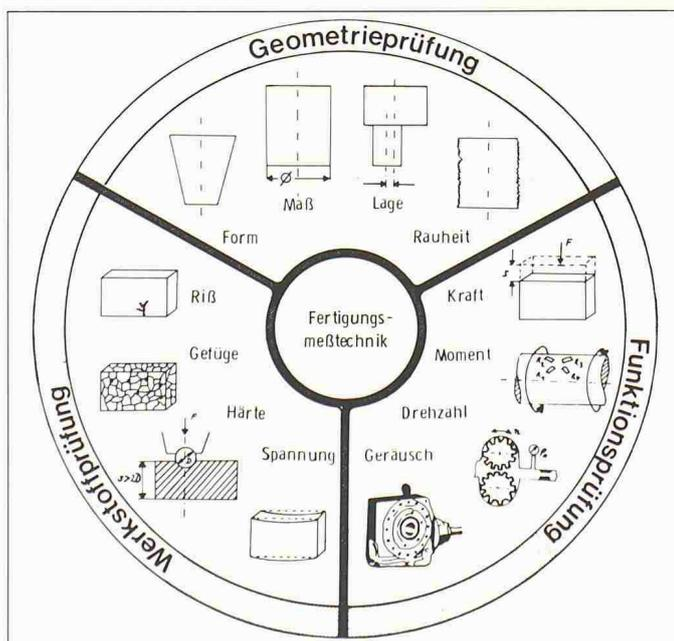 Geometrieprüfung
Maß
Lage
Form
Rauheit
Riß
Gefüge
Härte
Spannung
Fertigungs-
meßtechnik
Kraft
Moment
Drehzahl
Geräusch
F
s
F
D
n
Werkstoffprüfung
Funktionsprüfung